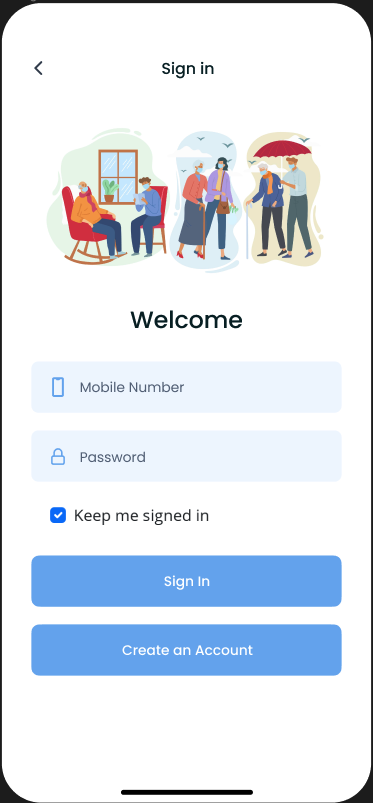 Sign in
Welcome
Mobile Number
Password
Keep me signed in
Sign In
Create an Account